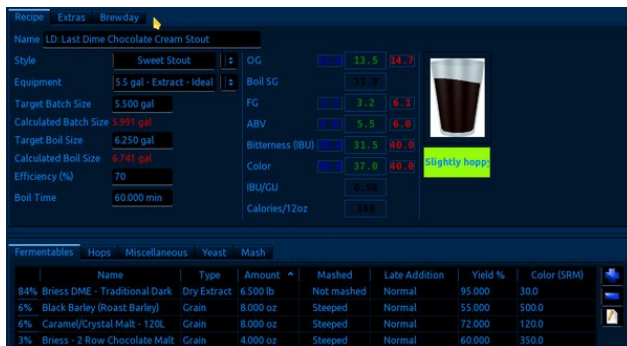 Recipe Extras Brewday
Name LD: Last Dime Chocolate Cream Stout
Style Sweet Stout
Equipment 5.5 gal - Extract - Ideal
Target Batch Size 5.500 gal
Calculated Batch Size 5.991 gal
Target Boil Size 6.250 gal
Calculated Boil Size 6.741 gal
Efficiency (%) 70
Boil Time 60.000 min
OG 13.5 14.7
Boil SG 11.9
FG 3.2 6.1
ABV 5.5 6.0
Bitterness (IBU) 31.5 40.0
Color 37.0 40.0
IBU/GU
Calories/12oz
Slightly hoppy
Fermentables Hops Miscellaneous Yeast Mash
Name Type Amount Mashed Late Addition Yield % Color (SRM)
84% Briess DME - Traditional Dark Dry Extract 6.500 lb Not mashed Normal 95.000 30.0
6% Black Barley (Roast Barley) Grain 8.000 oz Steeped Normal 55.000 500.0
6% Caramel/Crystal Malt - 120L Grain 8.000 oz Steeped Normal 72.000 120.0
3% Briess - 2 Row Chocolate Malt Grain 4.000 oz Steeped Normal 60.000 350.0